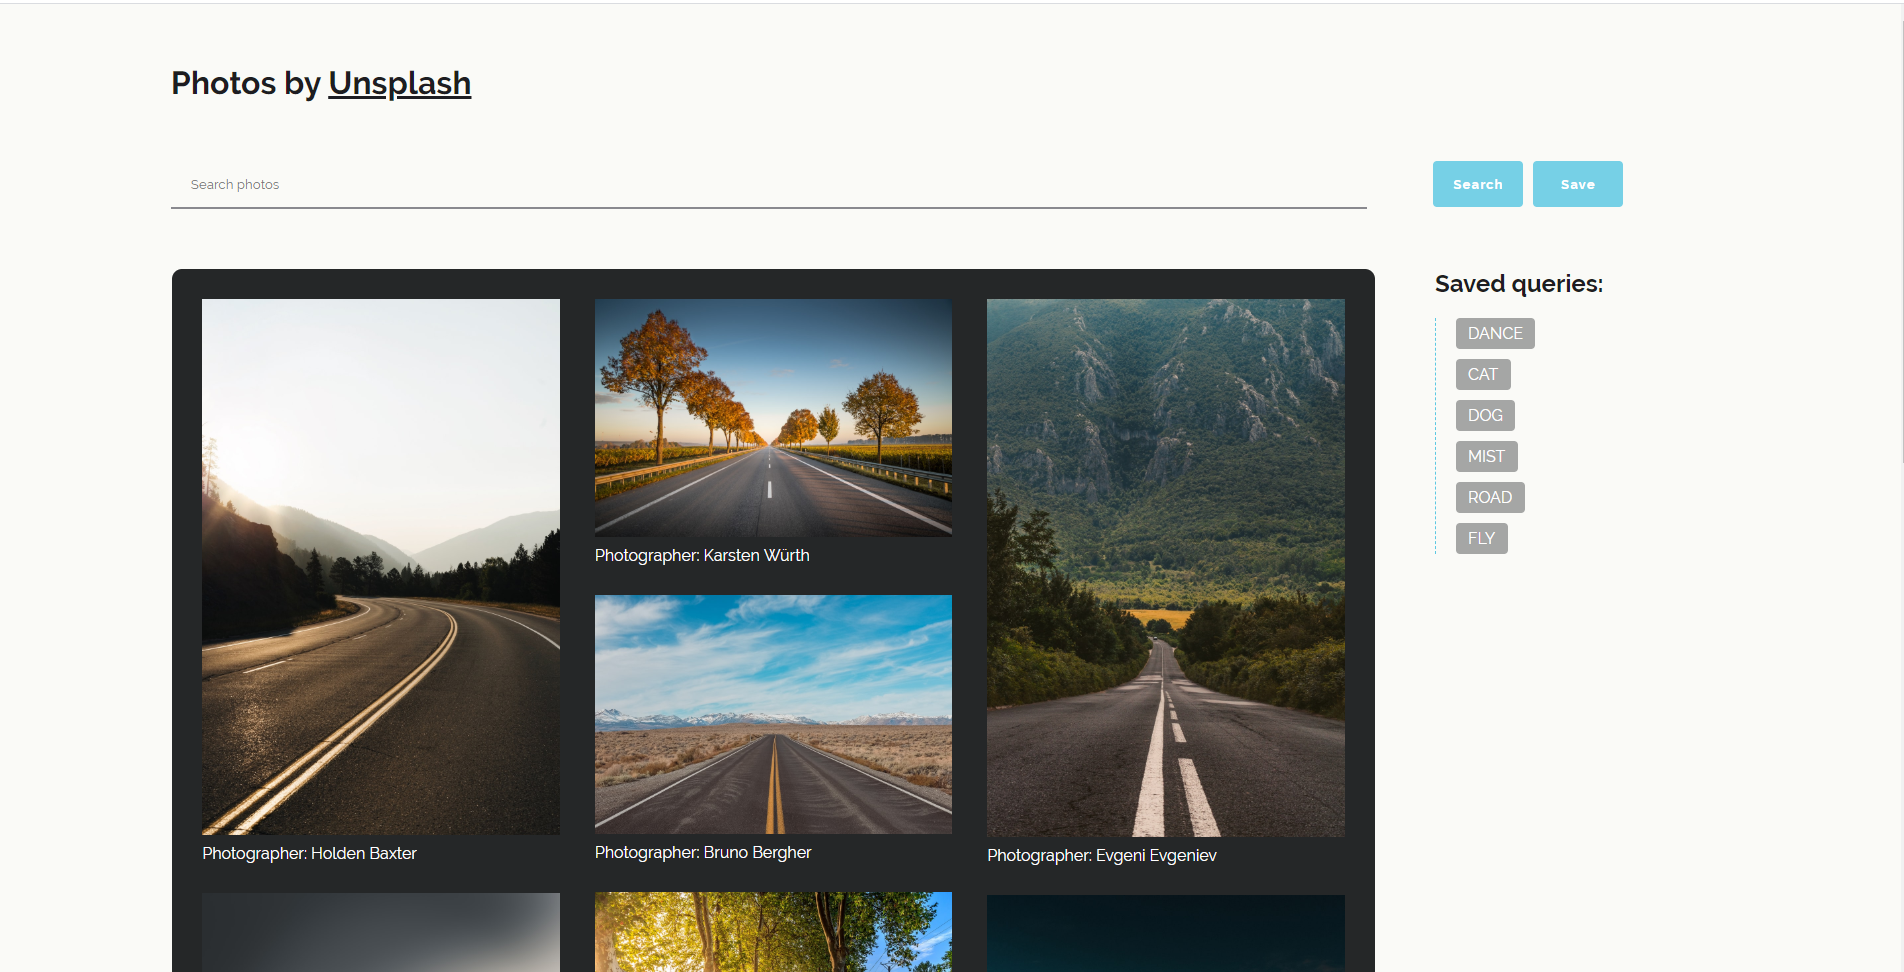 Photos by Unsplash
Search photos
Search
Save
Saved queries:
DANCE
CAT
DOG
MIST
ROAD
FLY
Photographer: Karsten Würth
Photographer: Holden Baxter
Photographer: Bruno Bergher
Photographer: Evgeni Evgeniev